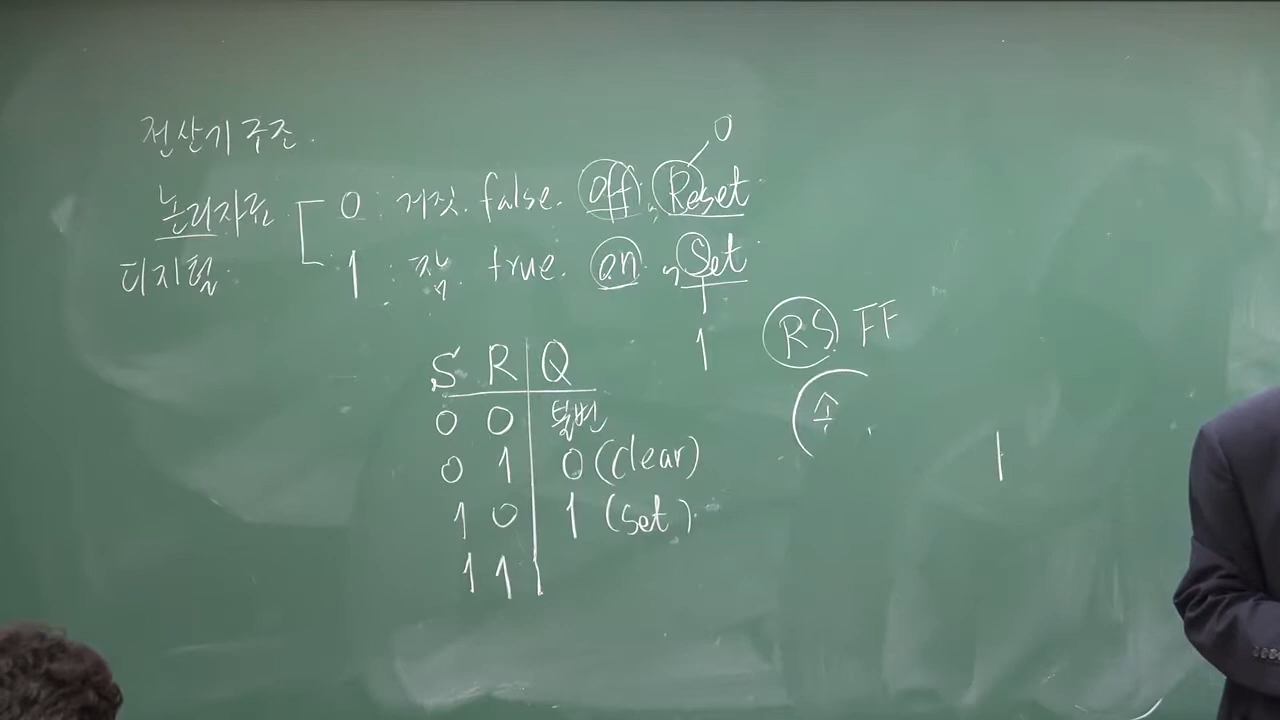 전산기구조.
0
논리자료 0 : 거짓. false. off. Reset
디지털. 1 : 참 true. on. Set
1
RS FF
S R Q
0 0 불변
0 1 0 (clear)
1 0 1 (set).
1 1